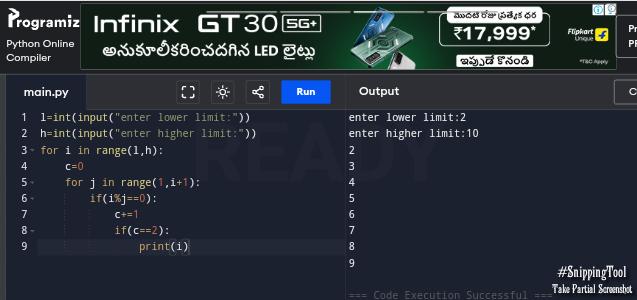 Programiz
Python Online
Compiler
Infinix GT 30 5G+
అనుకూలీకరించదగిన LED లైట్లు
మొదటి రోజు ప్రత్యేక ధర
₹17,999*
ఇప్పుడే కొనండి
Flipkart
Unique
*T&C Apply
Pr
main.py
Run
Output
C
1 l=int(input("enter lower limit:"))
2 h=int(input("enter higher limit:"))
3 for i in range(l,h):
4 c=0
5 for j in range(1,i+1):
6 if(i%j==0):
7 c+=1
8 if(c==2):
9 print(i)
enter lower limit:2
enter higher limit:10
2
3
4
5
6
7
8
9
=== Code Execution Successful ===
READY
#SnippingTool
Take Partial Screenshot